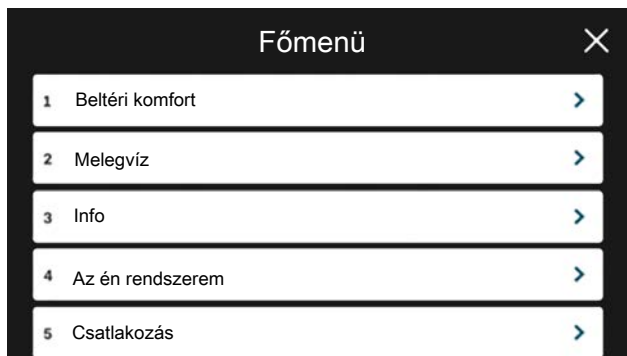 Főmenü
1 Beltéri komfort
2 Melegvíz
3 Info
4 Az én rendszerem
5 Csatlakozás